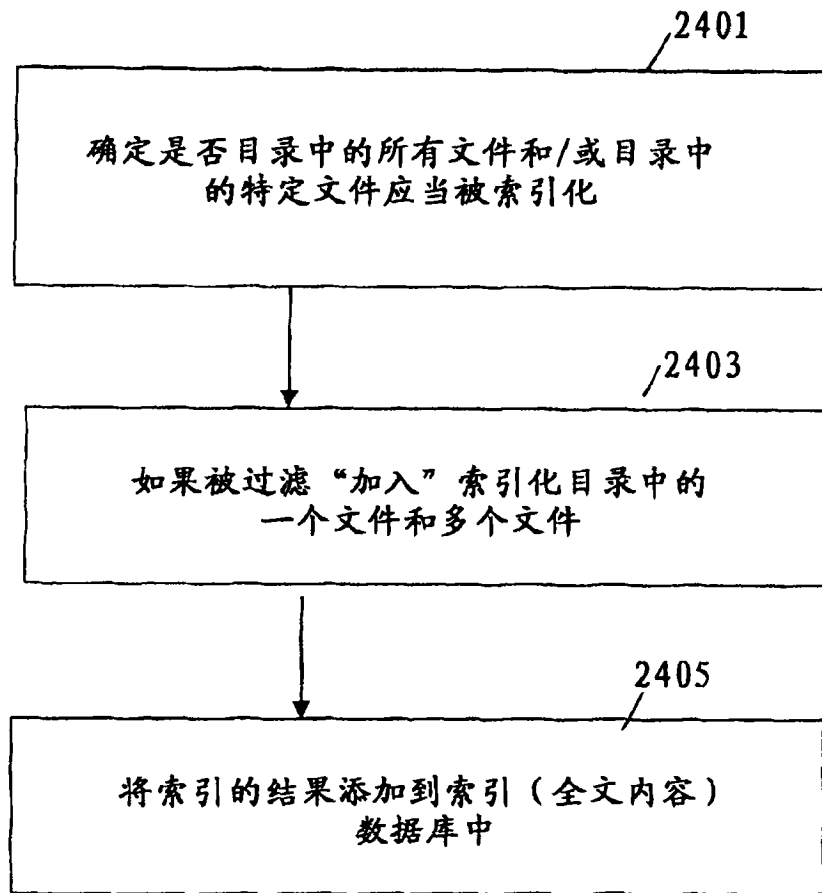 2401
确定是否目录中的所有文件和/或目录中
的特定文件应当被索引化
2403
如果被过滤“加入”索引化目录中的
一个文件和多个文件
2405
将索引的结果添加到索引（全文内容）
数据库中